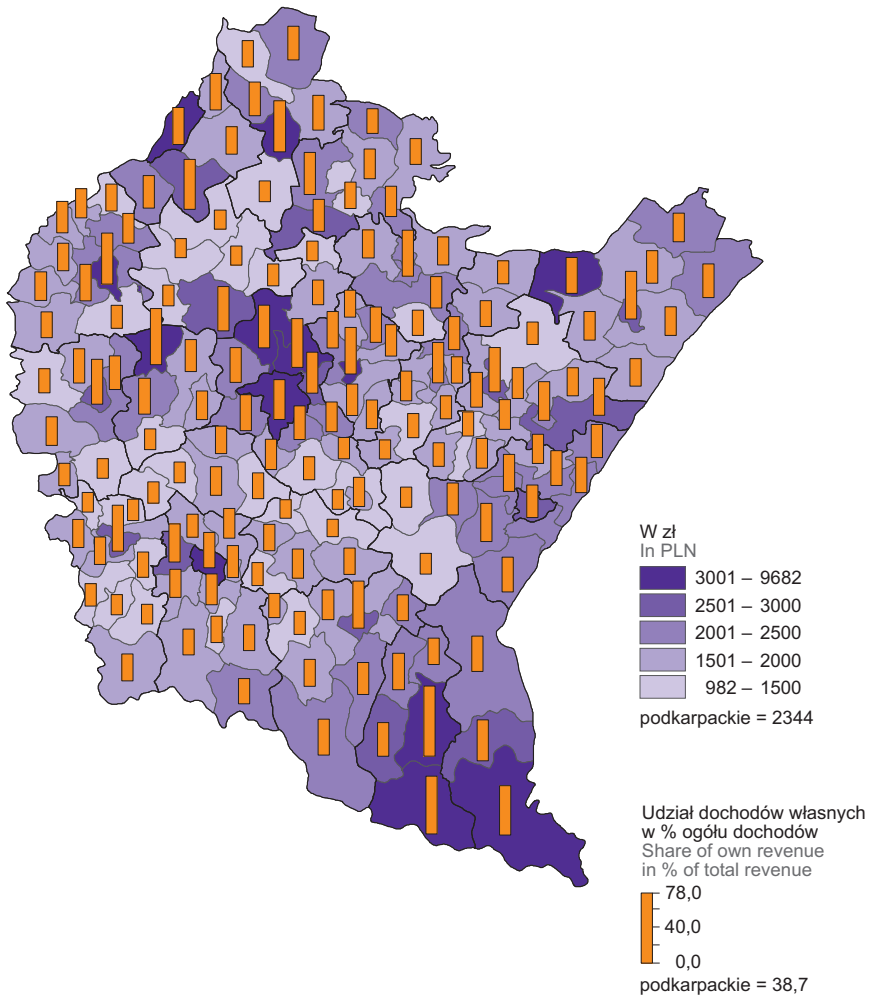 W zł
In PLN
3001 – 9682
2501 – 3000
2001 – 2500
1501 – 2000
982 – 1500
podkarpackie = 2344
Udział dochodów własnych
w % ogółu dochodów
Share of own revenue
in % of total revenue
78,0
40,0
0,0
podkarpackie = 38,7